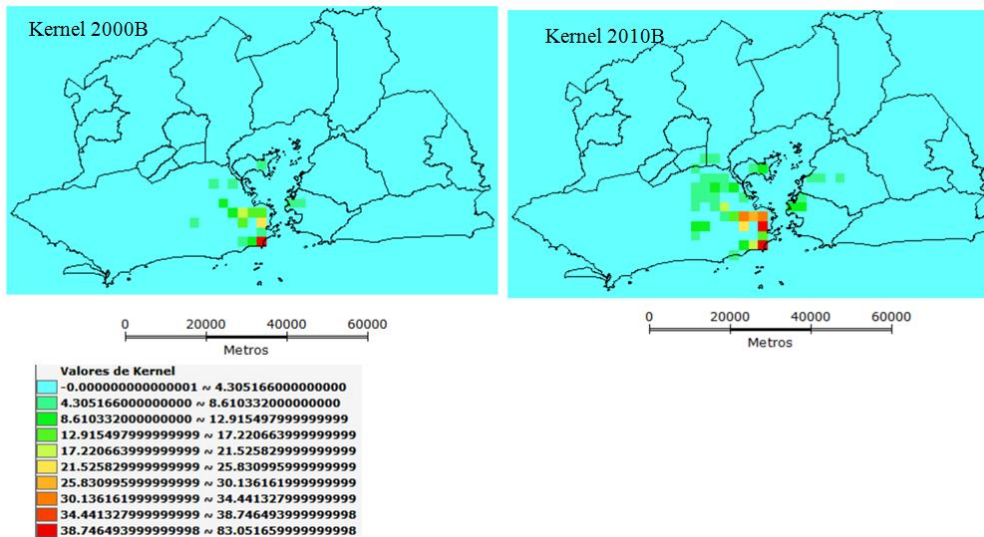 Kernel 2000B
Kernel 2010B
0 20000 40000 60000
Metros
0 20000 40000 60000
Metros
Valores de Kernel
-0.000000000000001 ~ 4.305166000000000
4.305166000000000 ~ 8.610332000000000
8.610332000000000 ~ 12.915497999999999
12.915497999999999 ~ 17.220663999999999
17.220663999999999 ~ 21.525829999999999
21.525829999999999 ~ 25.830995999999999
25.830995999999999 ~ 30.136161999999999
30.136161999999999 ~ 34.441327999999999
34.441327999999999 ~ 38.746493999999998
38.746493999999998 ~ 83.051659999999998